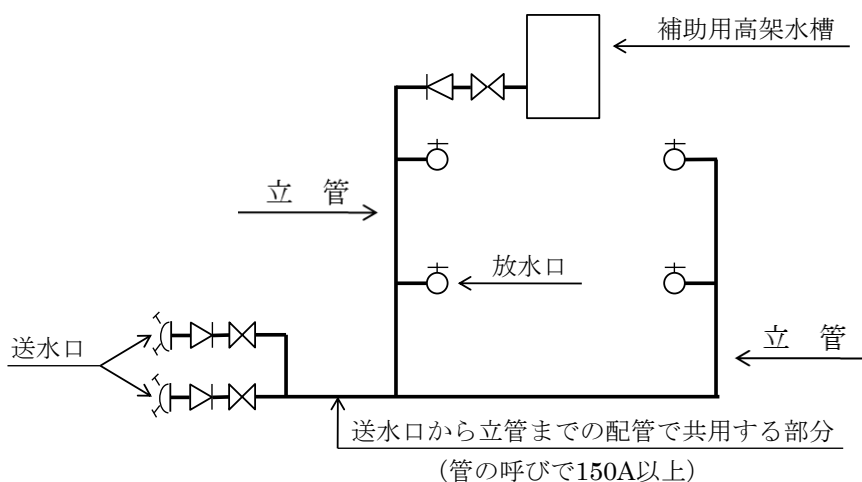 補助用高架水槽
立　管
放水口
送水口
立　管
送水口から立管までの配管で共用する部分
（管の呼びで150A以上）